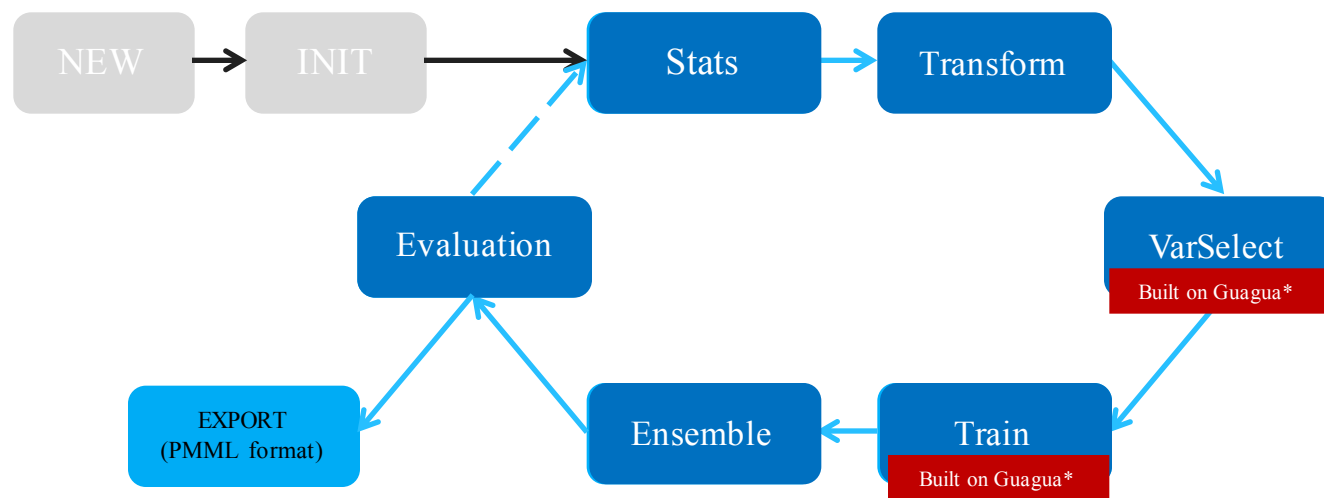 NEW
INIT
Stats
Transform
Evaluation
VarSelect
Built on Guagua*
EXPORT
(PMML format)
Ensemble
Train
Built on Guagua*